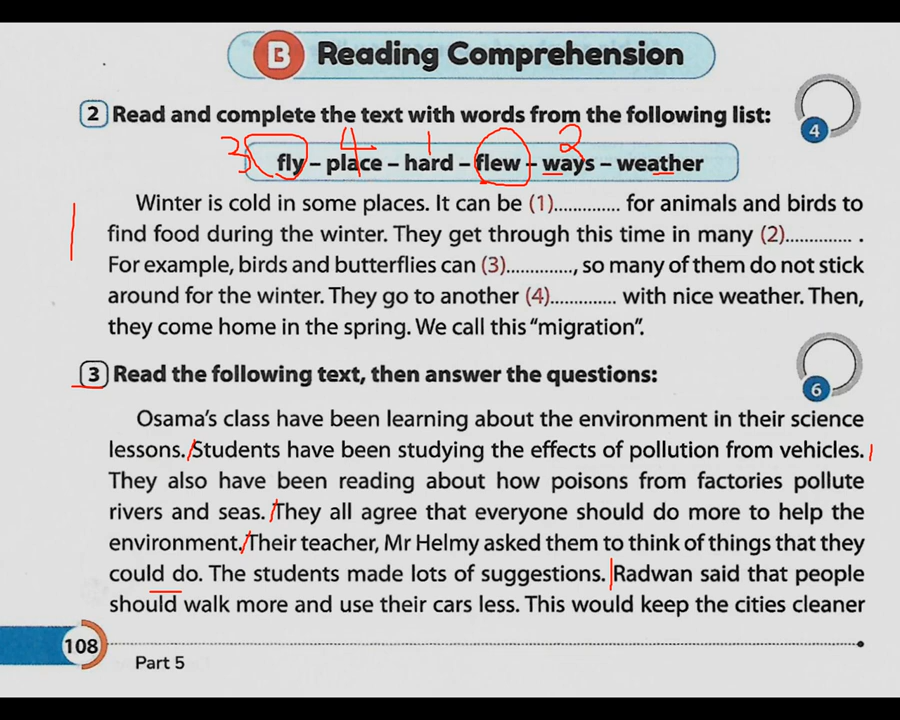 B Reading Comprehension
2 Read and complete the text with words from the following list:
4
3 4 1 2
fly – place – hard – flew – ways – weather
Winter is cold in some places. It can be (1).............. for animals and birds to
find food during the winter. They get through this time in many (2).............. .
For example, birds and butterflies can (3).............., so many of them do not stick
around for the winter. They go to another (4).............. with nice weather. Then,
they come home in the spring. We call this "migration".
3 Read the following text, then answer the questions:
6
Osama's class have been learning about the environment in their science
lessons. Students have been studying the effects of pollution from vehicles.
They also have been reading about how poisons from factories pollute
rivers and seas. They all agree that everyone should do more to help the
environment. Their teacher, Mr Helmy asked them to think of things that they
could do. The students made lots of suggestions. Radwan said that people
should walk more and use their cars less. This would keep the cities cleaner
108
Part 5